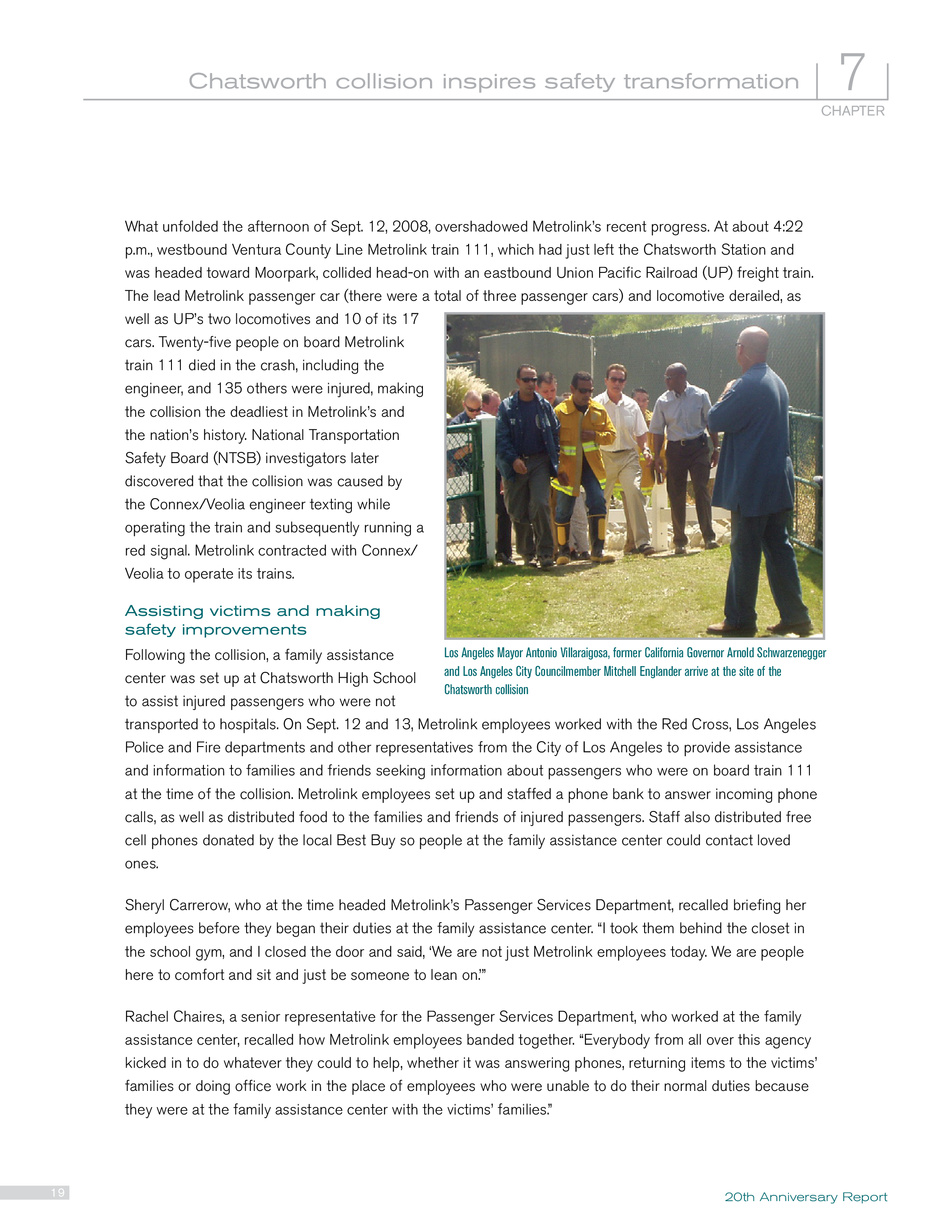 Chatsworth collision inspires safety transformation
7
CHAPTER
What unfolded the afternoon of Sept. 12, 2008, overshadowed Metrolink’s recent progress. At about 4:22
p.m., westbound Ventura County Line Metrolink train 111, which had just left the Chatsworth Station and
was headed toward Moorpark, collided head-on with an eastbound Union Pacific Railroad (UP) freight train.
The lead Metrolink passenger car (there were a total of three passenger cars) and locomotive derailed, as
well as UP’s two locomotives and 10 of its 17
cars. Twenty-five people on board Metrolink
train 111 died in the crash, including the
engineer, and 135 others were injured, making
the collision the deadliest in Metrolink’s and
the nation’s history. National Transportation
Safety Board (NTSB) investigators later
discovered that the collision was caused by
the Connex/Veolia engineer texting while
operating the train and subsequently running a
red signal. Metrolink contracted with Connex/
Veolia to operate its trains.
Los Angeles Mayor Antonio Villaraigosa, former California Governor Arnold Schwarzenegger
and Los Angeles City Councilmember Mitchell Englander arrive at the site of the
Chatsworth collision
Assisting victims and making
safety improvements
Following the collision, a family assistance
center was set up at Chatsworth High School
to assist injured passengers who were not
transported to hospitals. On Sept. 12 and 13, Metrolink employees worked with the Red Cross, Los Angeles
Police and Fire departments and other representatives from the City of Los Angeles to provide assistance
and information to families and friends seeking information about passengers who were on board train 111
at the time of the collision. Metrolink employees set up and staffed a phone bank to answer incoming phone
calls, as well as distributed food to the families and friends of injured passengers. Staff also distributed free
cell phones donated by the local Best Buy so people at the family assistance center could contact loved
ones.
Sheryl Carrerow, who at the time headed Metrolink’s Passenger Services Department, recalled briefing her
employees before they began their duties at the family assistance center. “I took them behind the closet in
the school gym, and I closed the door and said, ‘We are not just Metrolink employees today. We are people
here to comfort and sit and just be someone to lean on.’”
Rachel Chaires, a senior representative for the Passenger Services Department, who worked at the family
assistance center, recalled how Metrolink employees banded together. “Everybody from all over this agency
kicked in to do whatever they could to help, whether it was answering phones, returning items to the victims’
families or doing office work in the place of employees who were unable to do their normal duties because
they were at the family assistance center with the victims’ families.”
19
20th Anniversary Report